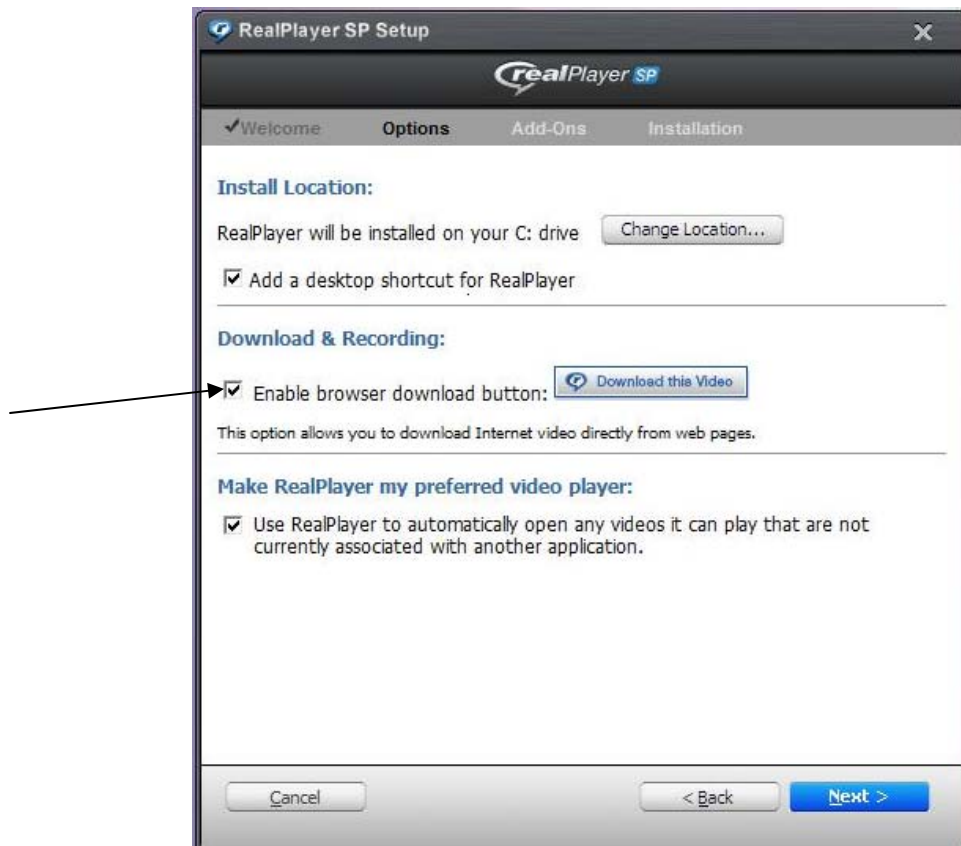 RealPlayer SP Setup
realPlayer SP
Welcome Options Add-Ons Installation
Install Location:
RealPlayer will be installed on your C: drive Change Location...
Add a desktop shortcut for RealPlayer
Download & Recording:
Enable browser download button: Download this Video
This option allows you to download Internet video directly from web pages.
Make RealPlayer my preferred video player:
Use RealPlayer to automatically open any videos it can play that are not
currently associated with another application.
Cancel < Back Next >